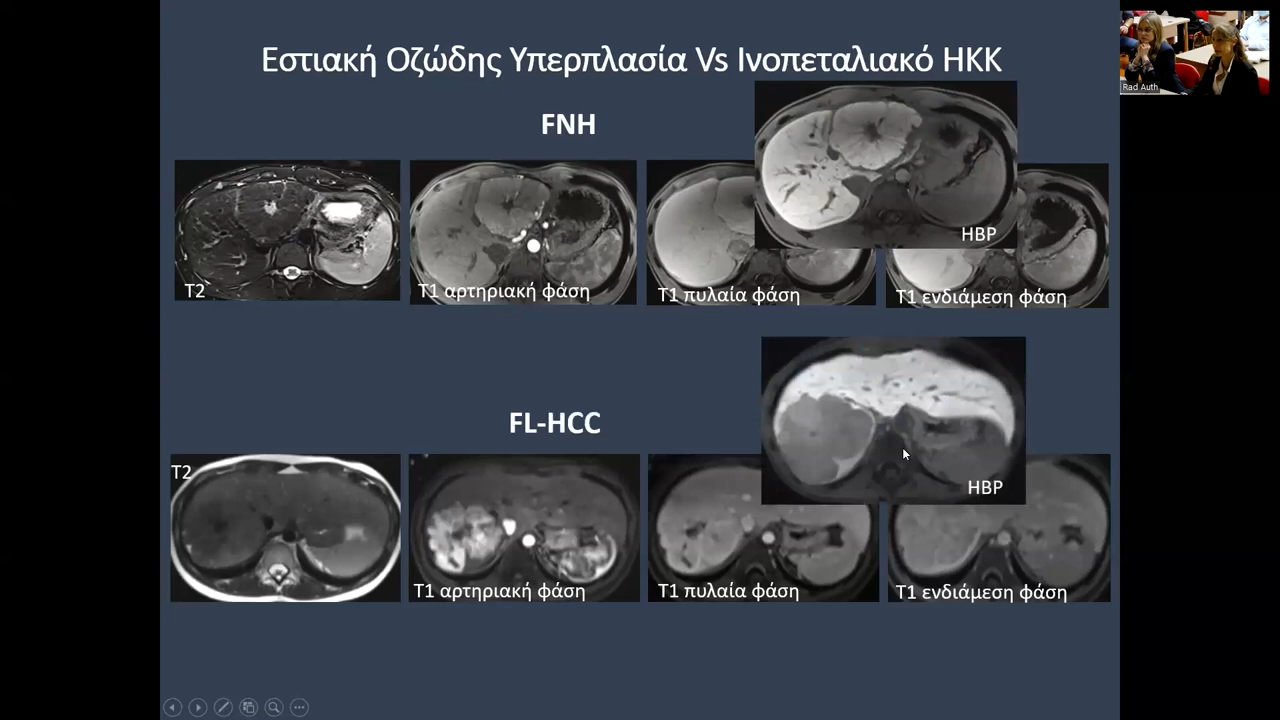 Εστιακή Οζώδης Υπερπλασία Vs Ινοπεταλιακό ΗΚΚ
Rad Auth
FNH
HBP
T2
T1 αρτηριακή φάση
T1 πυλαία φάση
T1 ενδιάμεση φάση
FL-HCC
T2
HBP
T1 αρτηριακή φάση
T1 πυλαία φάση
T1 ενδιάμεση φάση